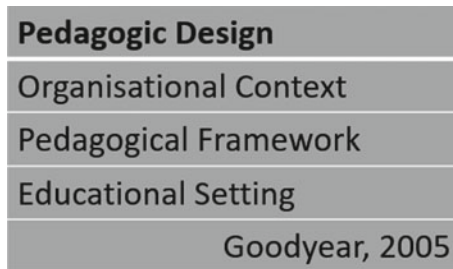 Pedagogic Design
Organisational Context
Pedagogical Framework
Educational Setting
Goodyear, 2005